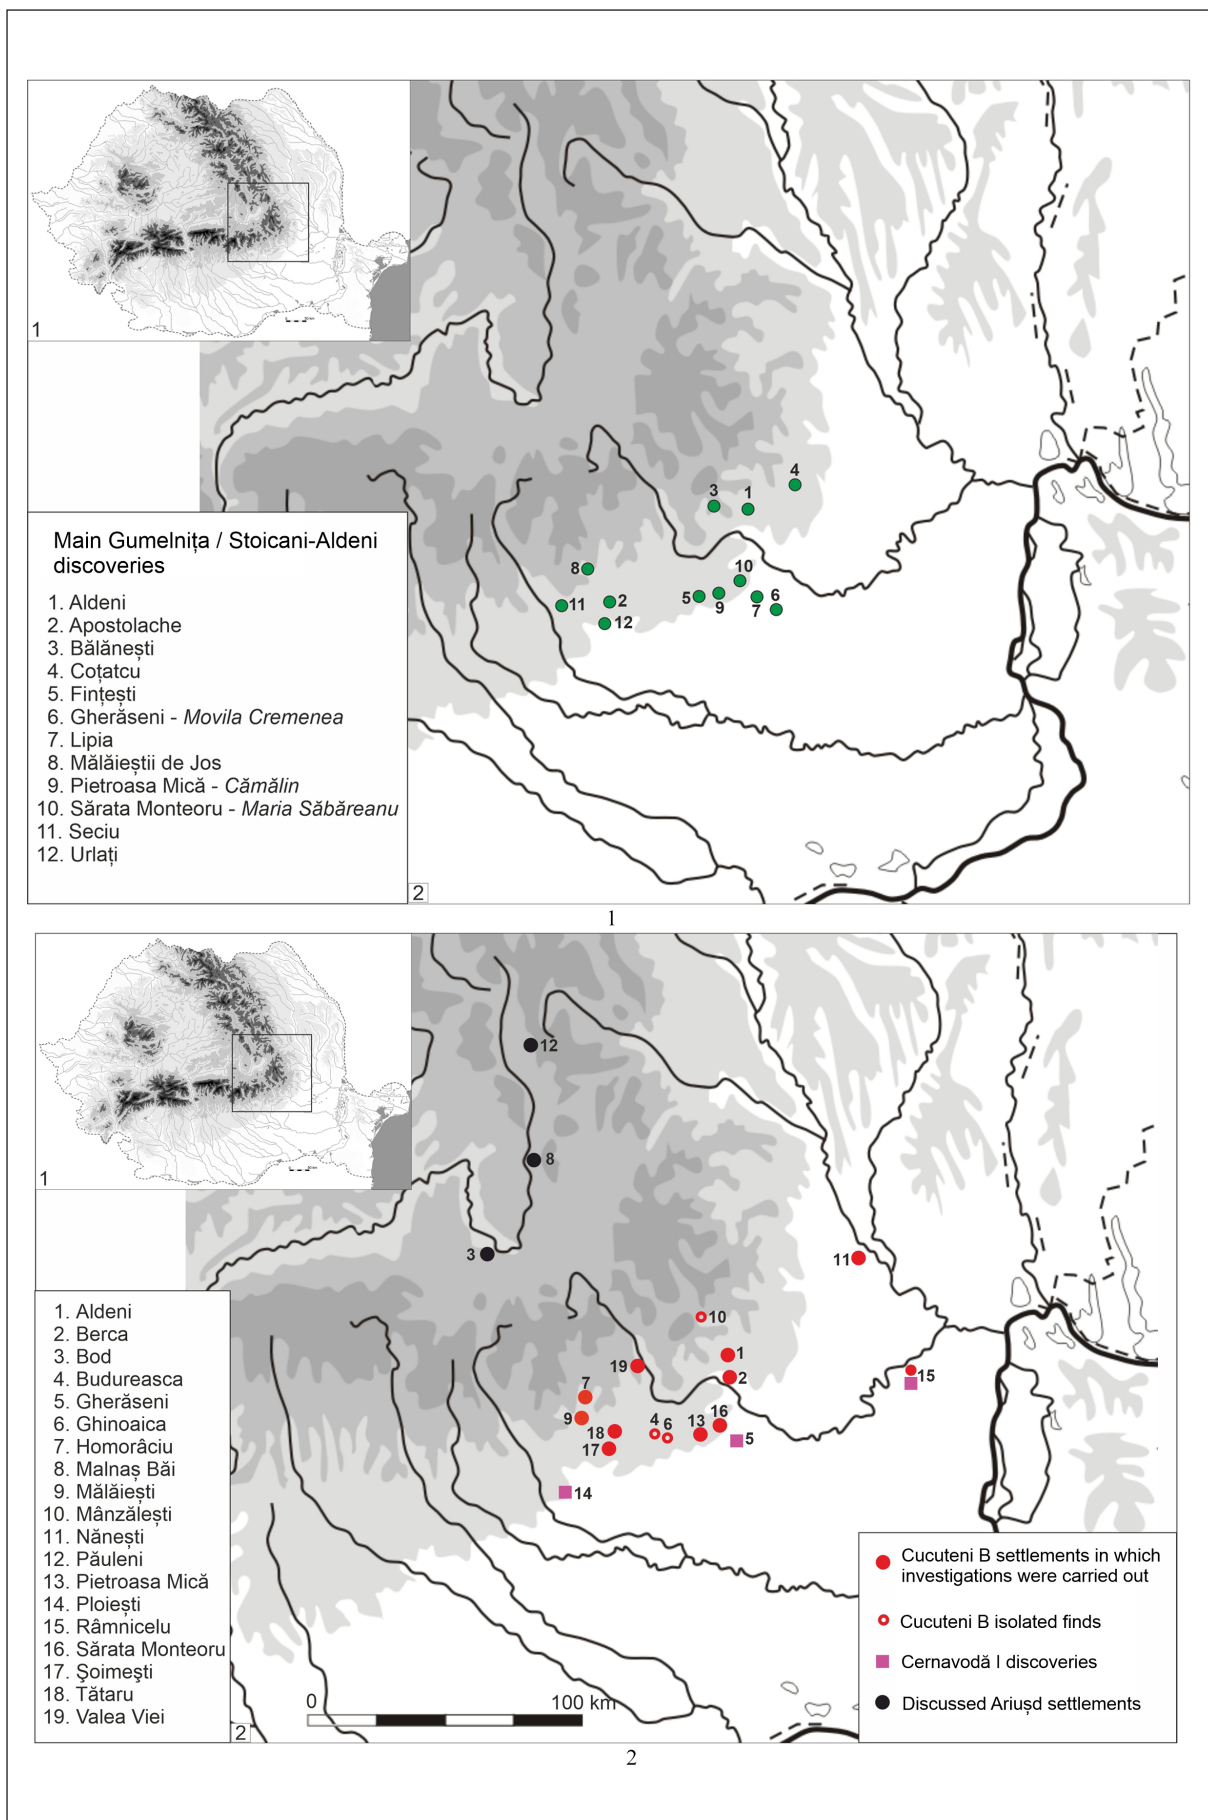 1
Main Gumelnița / Stoicani-Aldeni
discoveries
1. Aldeni
2. Apostolache
3. Bălănești
4. Coțatcu
5. Fințești
6. Gherăseni - Movila Cremenea
7. Lipia
8. Mălăieștii de Jos
9. Pietroasa Mică - Cămălin
10. Sărata Monteoru - Maria Săbăreanu
11. Seciu
12. Urlați
4
3
1
10
8
5
9
7
6
11
2
12
2
1
1
12
8
3
11
10
1
19
2
15
7
9
18
17
4
6
13
16
5
14
1. Aldeni
2. Berca
3. Bod
4. Budureasca
5. Gherăseni
6. Ghinoaica
7. Homorâciu
8. Malnaș Băi
9. Mălăiești
10. Mânzălești
11. Nănești
12. Păuleni
13. Pietroasa Mică
14. Ploiești
15. Râmnicelu
16. Sărata Monteoru
17. Şoimeşti
18. Tătaru
19. Valea Viei
2
0
100 km
Cucuteni B settlements in which
investigations were carried out
Cucuteni B isolated finds
Cernavodă I discoveries
Discussed Ariușd settlements
2